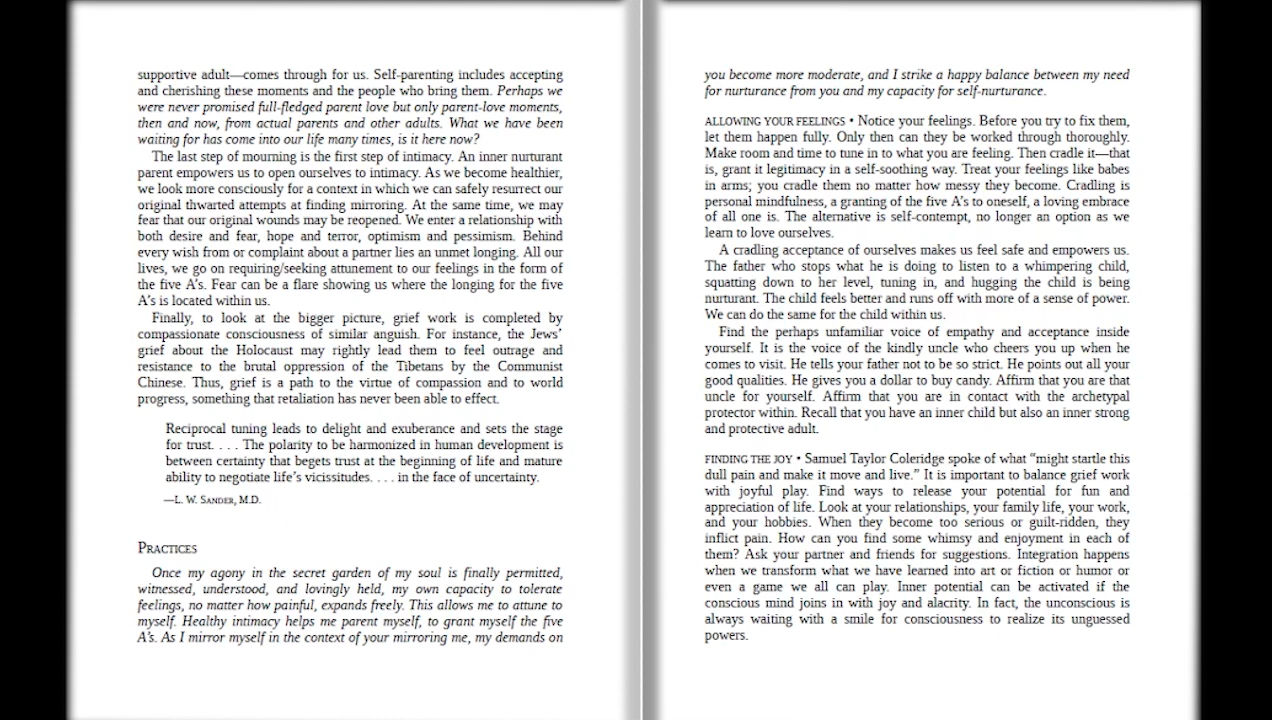 supportive adult—comes through for us. Self-parenting includes accepting
and cherishing these moments and the people who bring them. Perhaps we
were never promised full-fledged parent love but only parent-love moments,
then and now, from actual parents and other adults. What we have been
waiting for has come into our life many times, is it here now?
The last step of mourning is the first step of intimacy. An inner nurturant
parent empowers us to open ourselves to intimacy. As we become healthier,
we look more consciously for a context in which we can safely resurrect our
original thwarted attempts at finding mirroring. At the same time, we may
fear that our original wounds may be reopened. We enter a relationship with
both desire and fear, hope and terror, optimism and pessimism. Behind
every wish from or complaint about a partner lies an unmet longing. All our
lives, we go on requiring/seeking attunement to our feelings in the form of
the five A’s. Fear can be a flare showing us where the longing for the five
A’s is located within us.
Finally, to look at the bigger picture, grief work is completed by
compassionate consciousness of similar anguish. For instance, the Jews’
grief about the Holocaust may rightly lead them to feel outrage and
resistance to the brutal oppression of the Tibetans by the Communist
Chinese. Thus, grief is a path to the virtue of compassion and to world
progress, something that retaliation has never been able to effect.
Reciprocal tuning leads to delight and exuberance and sets the stage
for trust. . . . The polarity to be harmonized in human development is
between certainty that begets trust at the beginning of life and mature
ability to negotiate life’s vicissitudes. . . . in the face of uncertainty.
—L. W. SANDER, M.D.
PRACTICES
Once my agony in the secret garden of my soul is finally permitted,
witnessed, understood, and lovingly held, my own capacity to tolerate
feelings, no matter how painful, expands freely. This allows me to attune to
myself. Healthy intimacy helps me parent myself, to grant myself the five
A’s. As I mirror myself in the context of your mirroring me, my demands on
you become more moderate, and I strike a happy balance between my need
for nurturance from you and my capacity for self-nurturance.
ALLOWING YOUR FEELINGS • Notice your feelings. Before you try to fix them,
let them happen fully. Only then can they be worked through thoroughly.
Make room and time to tune in to what you are feeling. Then cradle it—that
is, grant it legitimacy in a self-soothing way. Treat your feelings like babes
in arms; you cradle them no matter how messy they become. Cradling is
personal mindfulness, a granting of the five A’s to oneself, a loving embrace
of all one is. The alternative is self-contempt, no longer an option as we
learn to love ourselves.
A cradling acceptance of ourselves makes us feel safe and empowers us.
The father who stops what he is doing to listen to a whimpering child,
squatting down to her level, tuning in, and hugging the child is being
nurturant. The child feels better and runs off with more of a sense of power.
We can do the same for the child within us.
Find the perhaps unfamiliar voice of empathy and acceptance inside
yourself. It is the voice of the kindly uncle who cheers you up when he
comes to visit. He tells your father not to be so strict. He points out all your
good qualities. He gives you a dollar to buy candy. Affirm that you are that
uncle for yourself. Affirm that you are in contact with the archetypal
protector within. Recall that you have an inner child but also an inner strong
and protective adult.
FINDING THE JOY • Samuel Taylor Coleridge spoke of what “might startle this
dull pain and make it move and live.” It is important to balance grief work
with joyful play. Find ways to release your potential for fun and
appreciation of life. Look at your relationships, your family life, your work,
and your hobbies. When they become too serious or guilt-ridden, they
inflict pain. How can you find some whimsy and enjoyment in each of
them? Ask your partner and friends for suggestions. Integration happens
when we transform what we have learned into art or fiction or humor or
even a game we all can play. Inner potential can be activated if the
conscious mind joins in with joy and alacrity. In fact, the unconscious is
always waiting with a smile for consciousness to realize its unguessed
powers.